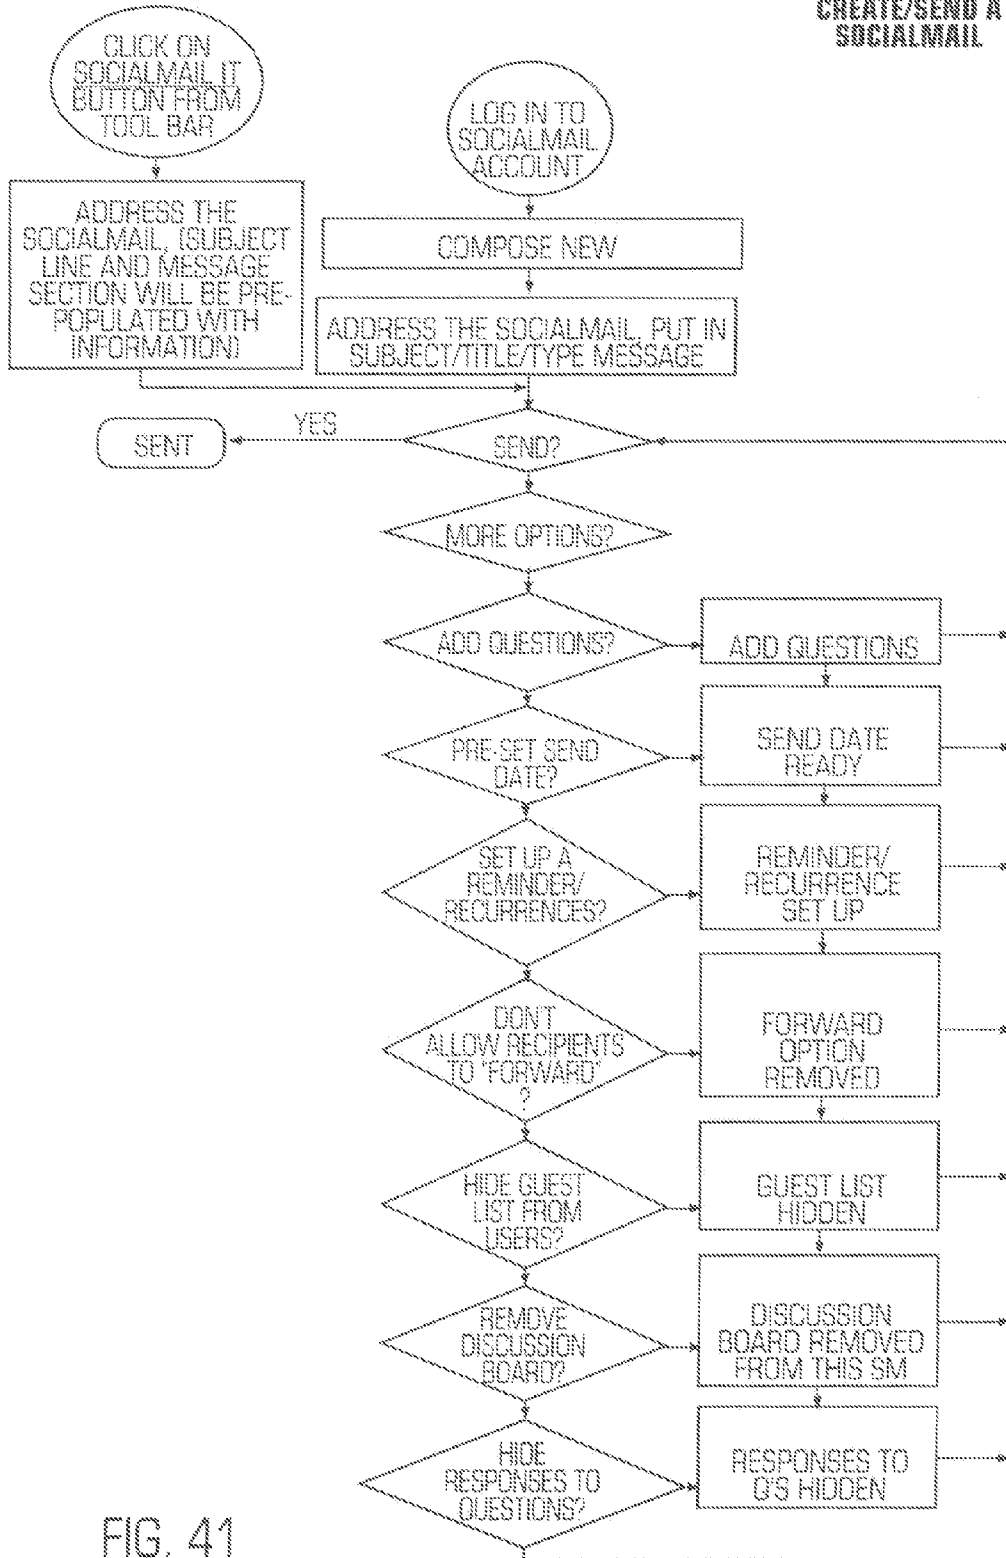 CREATE/SEND A
SOCIALMAIL
CLICK ON
SOCIALMAIL IT
BUTTON FROM
TOOL BAR
LOG IN TO
SOCIALMAIL
ACCOUNT
ADDRESS THE
SOCIALMAIL, (SUBJECT
LINE AND MESSAGE
SECTION WILL BE PRE-
POPULATED WITH
INFORMATION)
COMPOSE NEW
ADDRESS THE SOCIALMAIL, PUT IN
SUBJECT/TITLE/TYPE MESSAGE
SENT
YES
SEND?
MORE OPTIONS?
ADD QUESTIONS?
ADD QUESTIONS
PRE-SET SEND
DATE?
SEND DATE
READY
SET UP A
REMINDER/
RECURRENCES?
REMINDER/
RECURRENCE
SET UP
DON'T
ALLOW RECIPIENTS
TO "FORWARD"
?
FORWARD
OPTION
REMOVED
HIDE GUEST
LIST FROM
USERS?
GUEST LIST
HIDDEN
REMOVE
DISCUSSION
BOARD?
DISCUSSION
BOARD REMOVED
FROM THIS SM
HIDE
RESPONSES TO
QUESTIONS?
RESPONSES TO
Q'S HIDDEN
FIG. 41